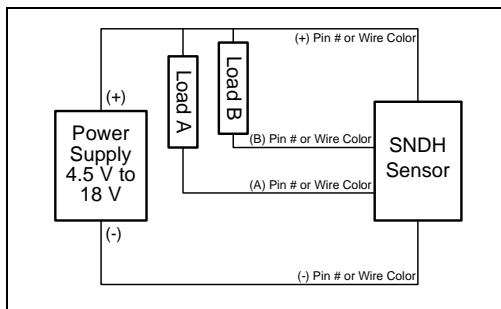 (+) Pin # or Wire Color
Load A
Load B
(+)
Power
Supply
4.5 V to
18 V
(-)
(B) Pin # or Wire Color
SNDH
Sensor
(A) Pin # or Wire Color
(-) Pin # or Wire Color